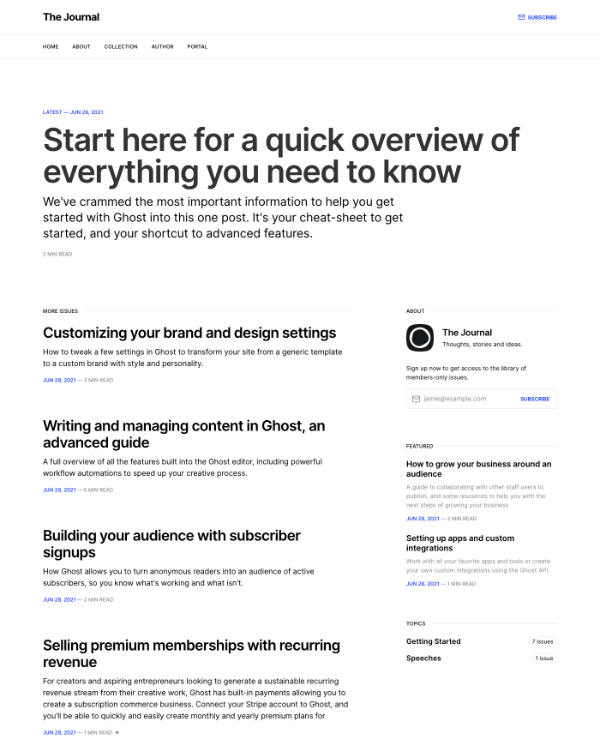 The Journal
SUBSCRIBE
HOME ABOUT COLLECTION AUTHOR PORTAL
LATEST — JUN 28, 2021
Start here for a quick overview of
everything you need to know
We've crammed the most important information to help you get
started with Ghost into this one post. It's your cheat-sheet to get
started, and your shortcut to advanced features.
2 MIN READ
MORE ISSUES
Customizing your brand and design settings
How to tweak a few settings in Ghost to transform your site from a generic template
to a custom brand with style and personality.
JUN 28, 2021 — 3 MIN READ
Writing and managing content in Ghost, an
advanced guide
A full overview of all the features built into the Ghost editor, including powerful
workflow automations to speed up your creative process.
JUN 28, 2021 — 5 MIN READ
Building your audience with subscriber
signups
How Ghost allows you to turn anonymous readers into an audience of active
subscribers, so you know what's working and what isn't.
JUN 28, 2021 — 2 MIN READ
Selling premium memberships with recurring
revenue
For creators and aspiring entrepreneurs looking to generate a sustainable recurring
revenue stream from their creative work, Ghost has built-in payments allowing you to
create a subscription commerce business. Connect your Stripe account to Ghost, and
you'll be able to quickly and easily create monthly and yearly premium plans for
JUN 28, 2021 — 1 MIN READ ★
ABOUT
The Journal
Thoughts, stories and ideas.
Sign up now to get access to the library of
members-only issues.
jamie@example.com SUBSCRIBE
FEATURED
How to grow your business around an
audience
A guide to collaborating with other staff users to
publish, and some resources to help you with the
next steps of growing your business
JUN 28, 2021 — 2 MIN READ
Setting up apps and custom
integrations
Work with all your favorite apps and tools or create
your own custom integrations using the Ghost API.
JUN 28, 2021 — 1 MIN READ
TOPICS
Getting Started 7 issues
Speeches 1 issue